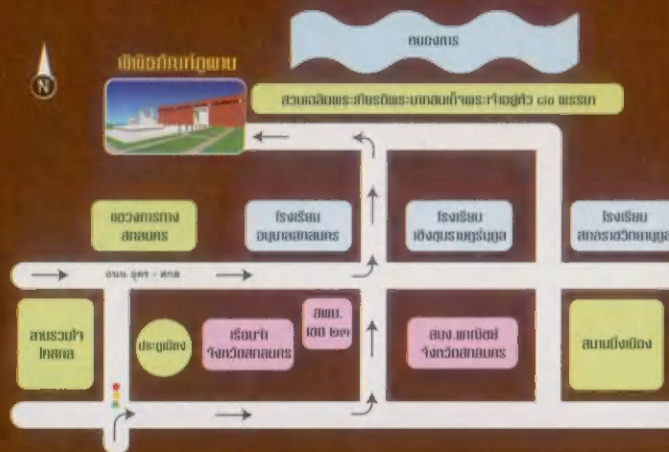 หนองหาร
N
พิพิธภัณฑ์ภูพาน
สวนเฉลิมพระเกียรติพระบาทสมเด็จพระเจ้าอยู่หัว ๘๐ พรรษา
แขวงการทาง
สกลนคร
โรงเรียน
อนุบาลสกลนคร
โรงเรียน
เชิงชุมราษฎร์นุกูล
โรงเรียน
สกลราชวิทยานุกูล
ถนน อุดร - สกล
ลานรวมใจ
ไทสกล
ประตูเมือง
เรือนจำ
จังหวัดสกลนคร
สพม.
เขต ๒๓
สนง.พาณิชย์
จังหวัดสกลนคร
สนามมิ่งเมือง